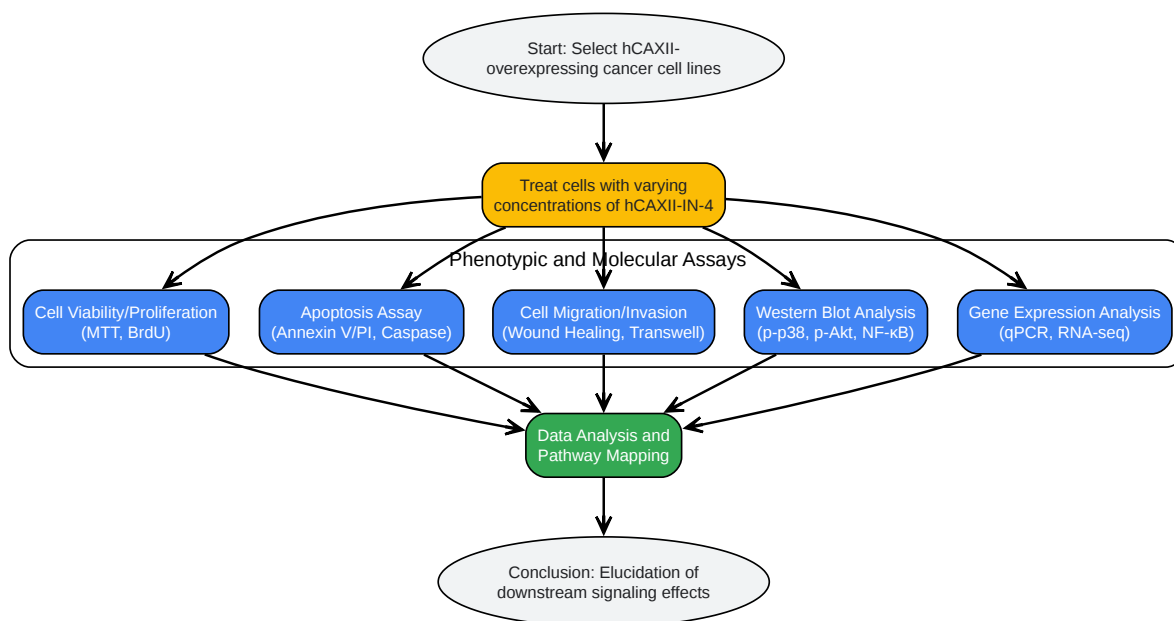 Start: Select hCAXII-
overexpressing cancer cell lines
Treat cells with varying
concentrations of hCAXII-IN-4
Phenotypic and Molecular Assays
Cell Viability/Proliferation
(MTT, BrdU)
Apoptosis Assay
(Annexin V/PI, Caspase)
Cell Migration/Invasion
(Wound Healing, Transwell)
Western Blot Analysis
(p-p38, p-Akt, NF-κB)
Gene Expression Analysis
(qPCR, RNA-seq)
Data Analysis and
Pathway Mapping
Conclusion: Elucidation of
downstream signaling effects